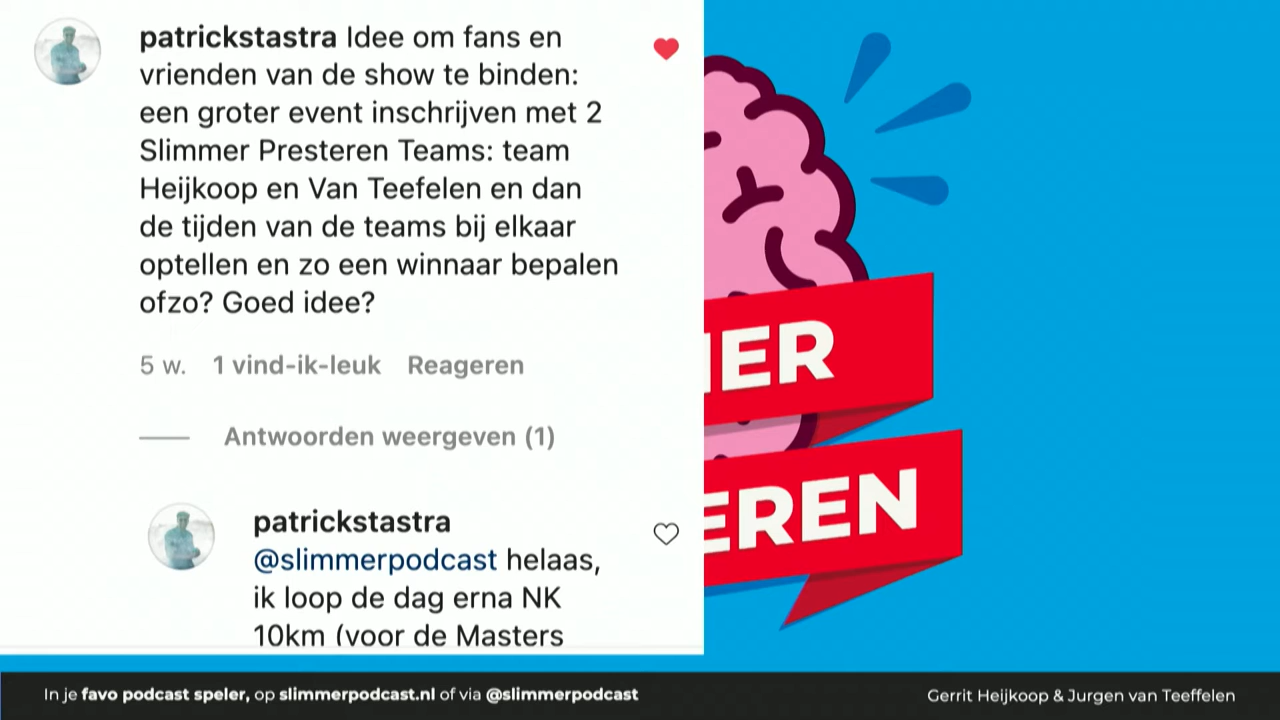 patrickstastra Idee om fans en
vrienden van de show te binden:
een groter event inschrijven met 2
Slimmer Presteren Teams: team
Heijkoop en Van Teefelen en dan
de tijden van de teams bij elkaar
optellen en zo een winnaar bepalen
ofzo? Goed idee?
5 w. 1 vind-ik-leuk Reageren
Antwoorden weergeven (1)
patrickstastra
@slimmerpodcast helaas,
ik loop de dag erna NK
10km (voor de Masters
ER
EREN
In je favo podcast speler, op slimmerpodcast.nl of via @slimmerpodcast
Gerrit Heijkoop & Jurgen van Teeffelen